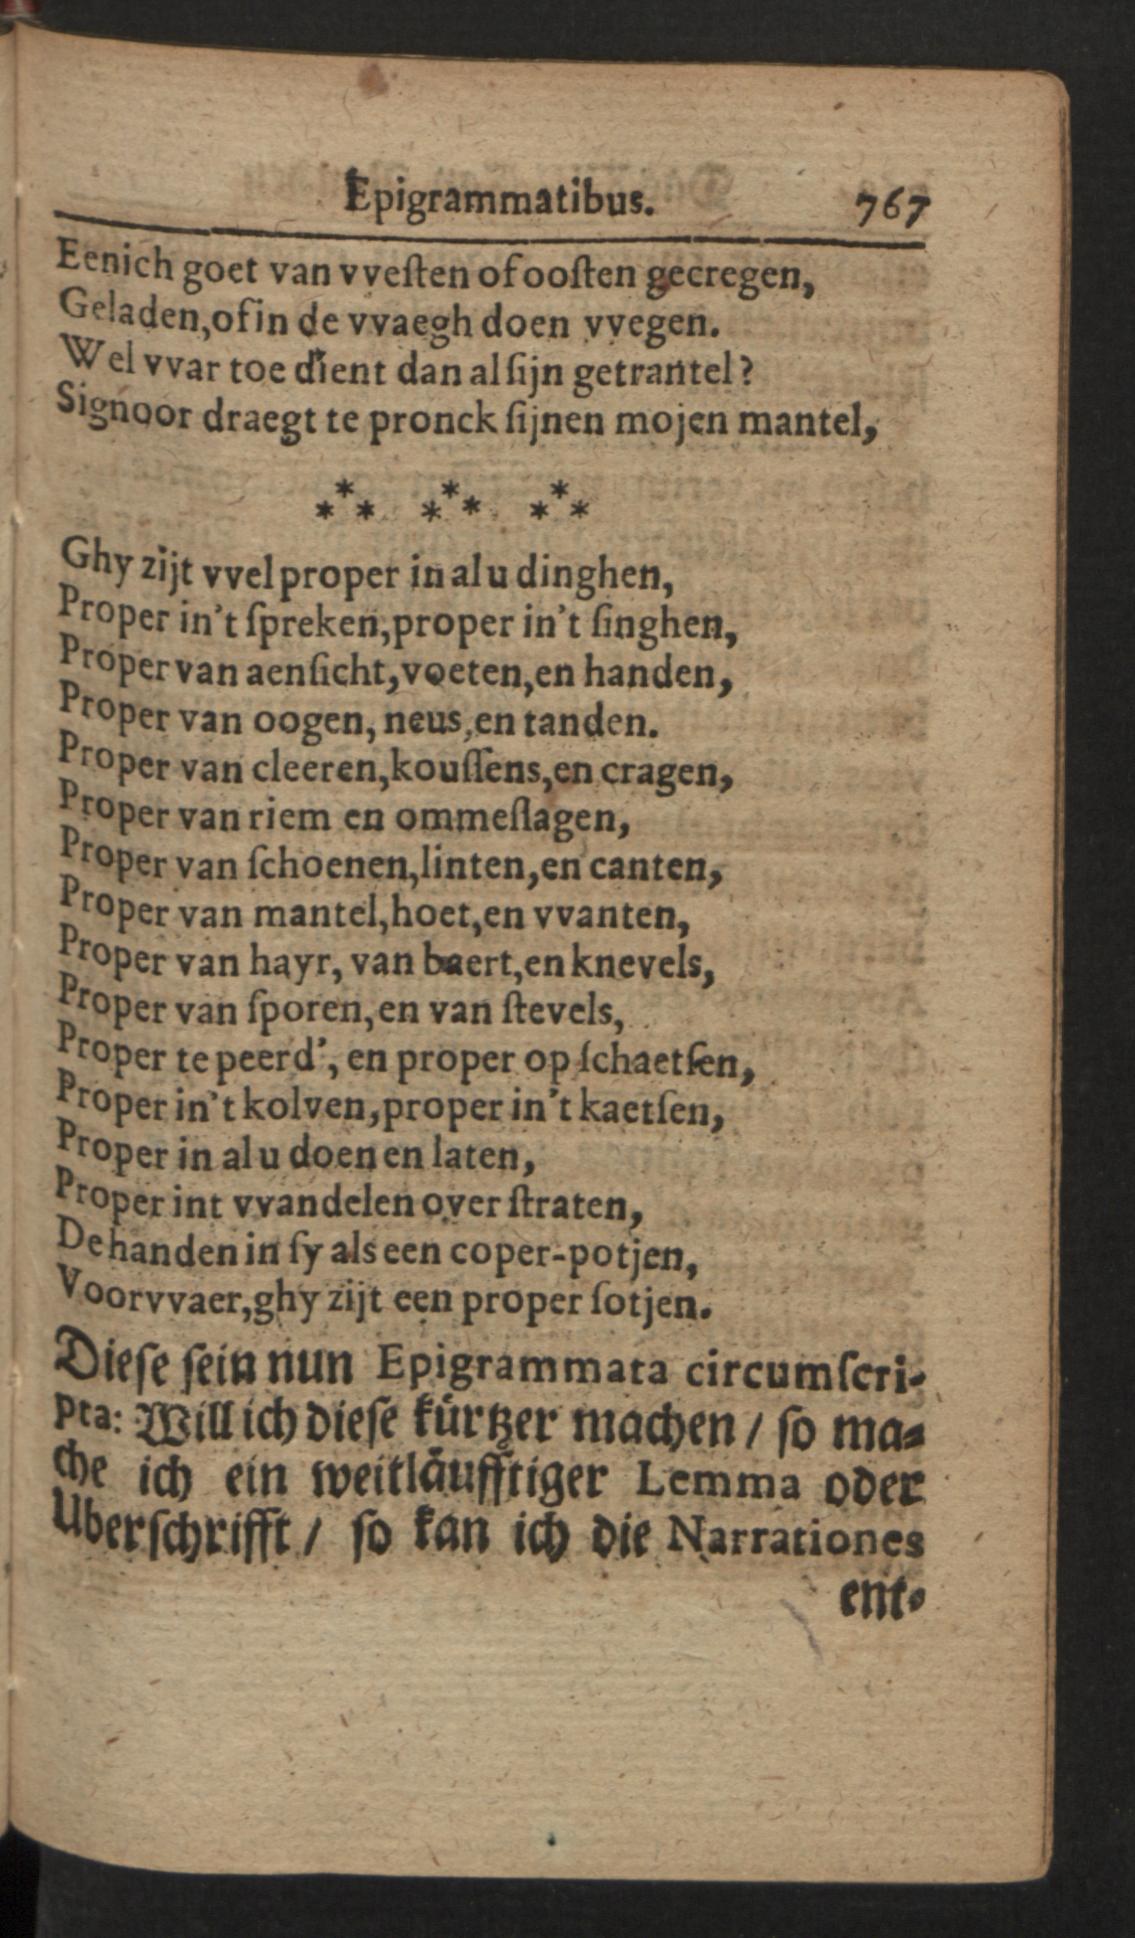 Epigrammatibus. 767
Eenich goet van vveſten of ooſten gecregen,
Geladen, of in de vvaegh doen vvegen.
Wel vvar toe dient dan al ſijn getrantel?
Signoor draegt te pronck ſijnen mojen mantel,
*** *** ***
Ghy zijt vvel proper in al u dinghen,
Proper in't ſpreken, proper in't ſinghen,
Proper van aenſicht, voeten, en handen,
Proper van oogen, neus, en tanden.
Proper van cleeren, kouſſens, en cragen,
Proper van riem en ommeſlagen,
Proper van ſchoenen, linten, en canten,
Proper van mantel, hoet, en vvanten,
Proper van hayr, van baert, en knevels,
Proper van ſporen, en van ſtevels,
Proper te peerd', en proper op ſchaetſen,
Proper in't kolven, proper in't kaetſen,
Proper in al u doen en laten,
Proper int vvandelen over ſtraten,
De handen in ſy als een coper-potjen,
Voorvvaer, ghy zijt een proper ſotjen.
Dieſe ſein nun Epigrammata circumſcri-
pta: Will ich dieſe kürtzer machen / ſo ma-
che ich ein weitläufftiger Lemma oder
Uberſchrifft / ſo kan ich die Narrationes
ent-